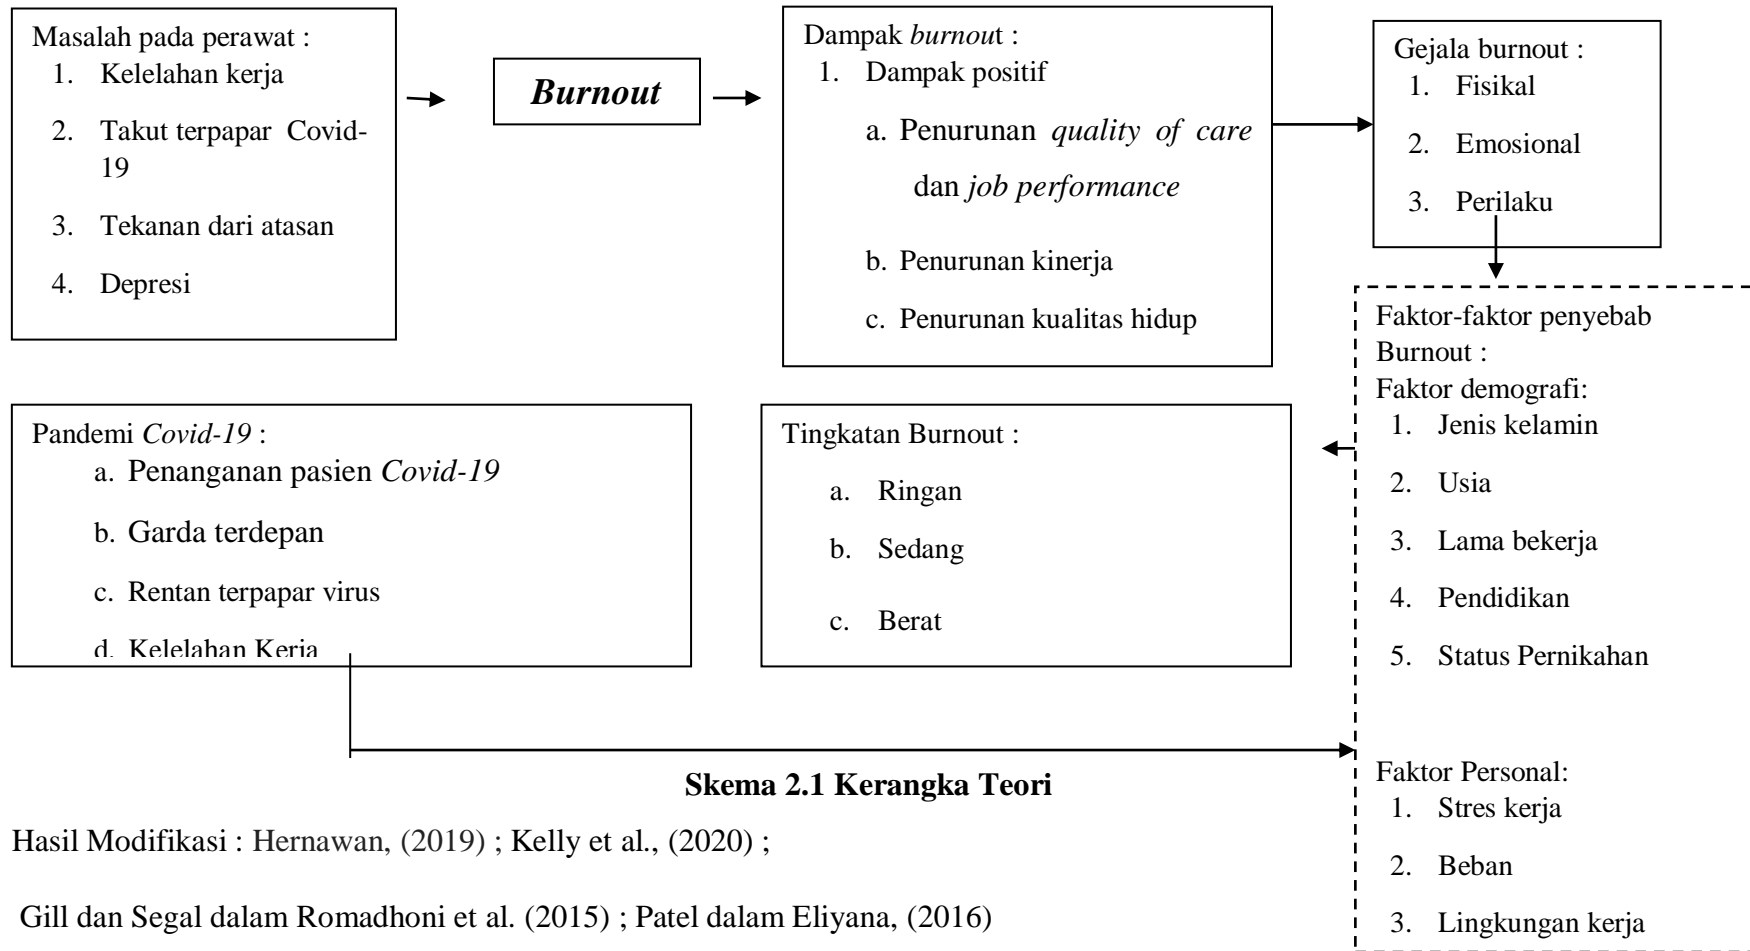 Masalah pada perawat :
1. Kelelahan kerja
2. Takut terpapar Covid-
19
3. Tekanan dari atasan
4. Depresi
Burnout
Dampak burnout :
1. Dampak positif
a. Penurunan quality of care
dan job performance
b. Penurunan kinerja
c. Penurunan kualitas hidup
Gejala burnout :
1. Fisikal
2. Emosional
3. Perilaku
Pandemi Covid-19 :
a. Penanganan pasien Covid-19
b. Garda terdepan
c. Rentan terpapar virus
d. Kelelahan Kerja
Tingkatan Burnout :
a. Ringan
b. Sedang
c. Berat
Faktor-faktor penyebab
Burnout :
Faktor demografi:
1. Jenis kelamin
2. Usia
3. Lama bekerja
4. Pendidikan
5. Status Pernikahan
Faktor Personal:
1. Stres kerja
2. Beban
3. Lingkungan kerja
Skema 2.1 Kerangka Teori
Hasil Modifikasi : Hernawan, (2019) ; Kelly et al., (2020) ;
Gill dan Segal dalam Romadhoni et al. (2015) ; Patel dalam Eliyana, (2016)